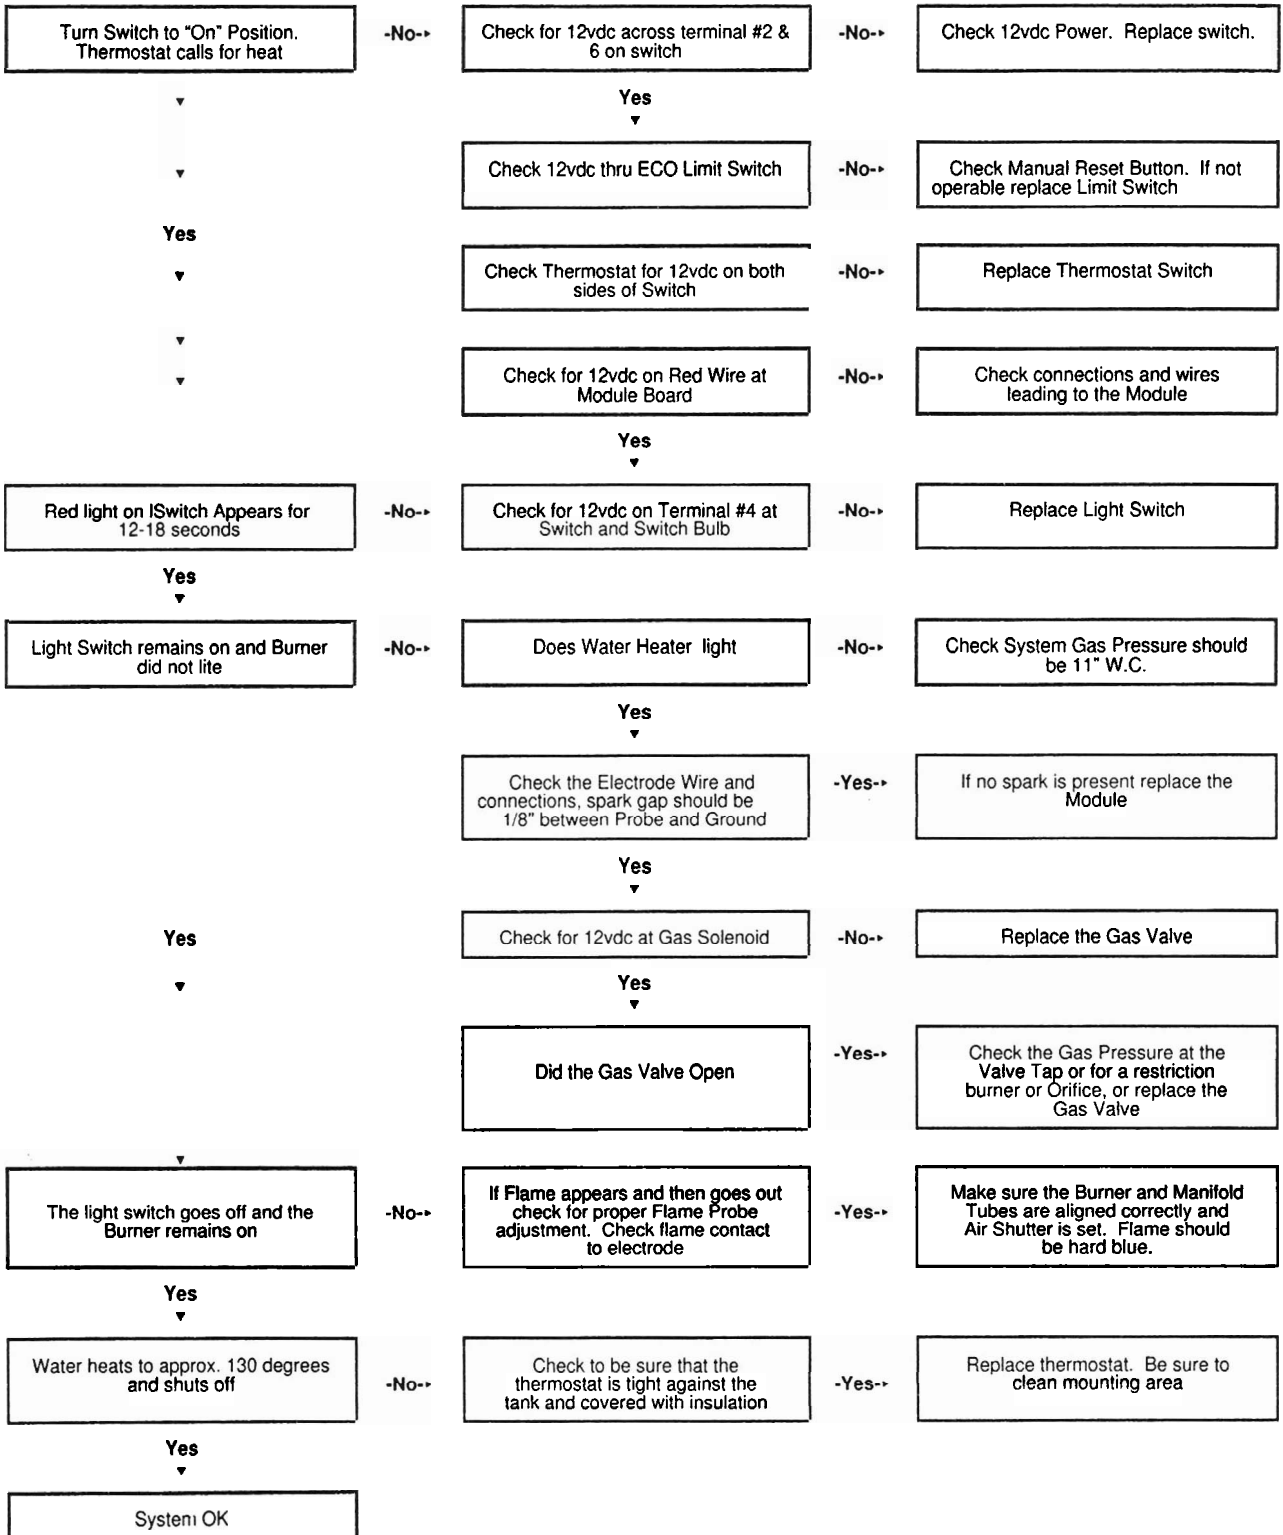 Turn Switch to "On" Position.
Thermostat calls for heat
-No-
Check for 12vdc across terminal #2 &
6 on switch
-No-
Check 12vdc Power. Replace switch.
Yes
Check 12vdc thru ECO Limit Switch
-No-
Check Manual Reset Button. If not
operable replace Limit Switch
Yes
Check Thermostat for 12vdc on both
sides of Switch
-No-
Replace Thermostat Switch
Check for 12vdc on Red Wire at
Module Board
-No-
Check connections and wires
leading to the Module
Yes
Red light on ISwitch Appears for
12-18 seconds
-No-
Check for 12vdc on Terminal #4 at
Switch and Switch Bulb
-No-
Replace Light Switch
Yes
Light Switch remains on and Burner
did not lite
-No-
Does Water Heater light
-No-
Check System Gas Pressure should
be 11" W.C.
Yes
Check the Electrode Wire and
connections, spark gap should be
1/8" between Probe and Ground
-Yes-
If no spark is present replace the
Module
Yes
Yes
Check for 12vdc at Gas Solenoid
-No-
Replace the Gas Valve
Yes
Did the Gas Valve Open
-Yes-
Check the Gas Pressure at the
Valve Tap or for a restriction
burner or Orifice, or replace the
Gas Valve
The light switch goes off and the
Burner remains on
-No-
If Flame appears and then goes out
check for proper Flame Probe
adjustment. Check flame contact
to electrode
-Yes-
Make sure the Burner and Manifold
Tubes are aligned correctly and
Air Shutter is set. Flame should
be hard blue.
Yes
Water heats to approx. 130 degrees
and shuts off
-No-
Check to be sure that the
thermostat is tight against the
tank and covered with insulation
-Yes-
Replace thermostat. Be sure to
clean mounting area
Yes
System OK